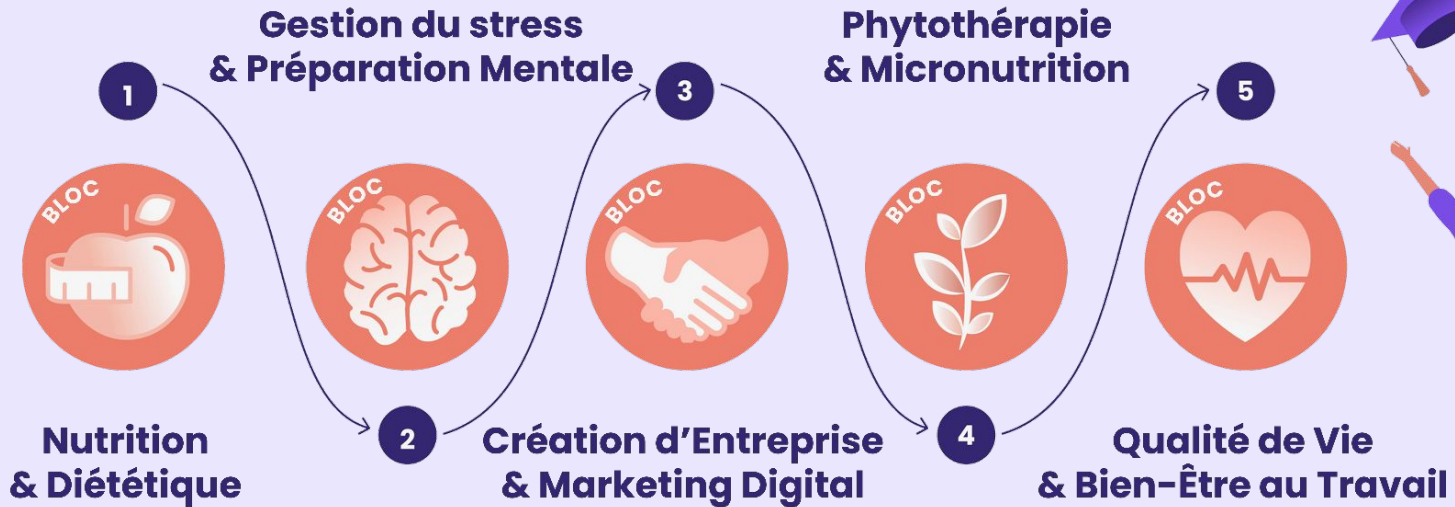 1
BLOC
Nutrition
& Diététique
Gestion du stress
& Préparation Mentale
BLOC
2
3
BLOC
Création d’Entreprise
& Marketing Digital
Phytothérapie
& Micronutrition
BLOC
4
5
BLOC
Qualité de Vie
& Bien-Être au Travail